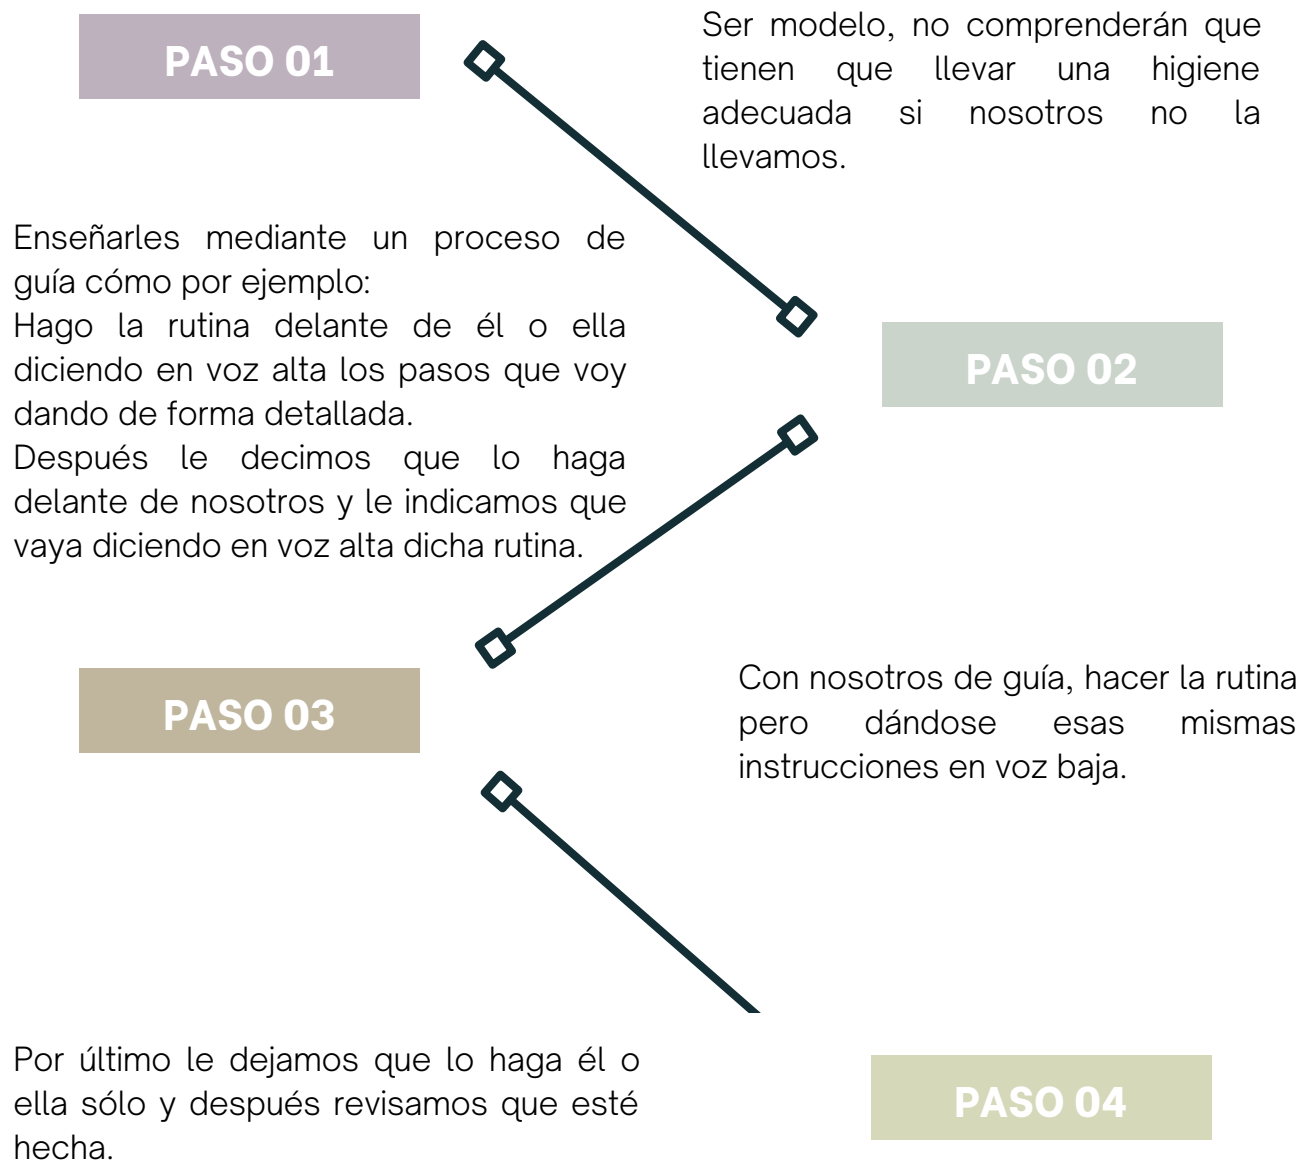 PASO 01
Ser modelo, no comprenderán que
tienen que llevar una higiene
adecuada si nosotros no la
llevamos.
PASO 02
Enseñarles mediante un proceso de
guía cómo por ejemplo:
Hago la rutina delante de él o ella
diciendo en voz alta los pasos que voy
dando de forma detallada.
Después le decimos que lo haga
delante de nosotros y le indicamos que
vaya diciendo en voz alta dicha rutina.
PASO 03
Con nosotros de guía, hacer la rutina
pero dándose esas mismas
instrucciones en voz baja.
PASO 04
Por último le dejamos que lo haga él o
ella sólo y después revisamos que esté
hecha.